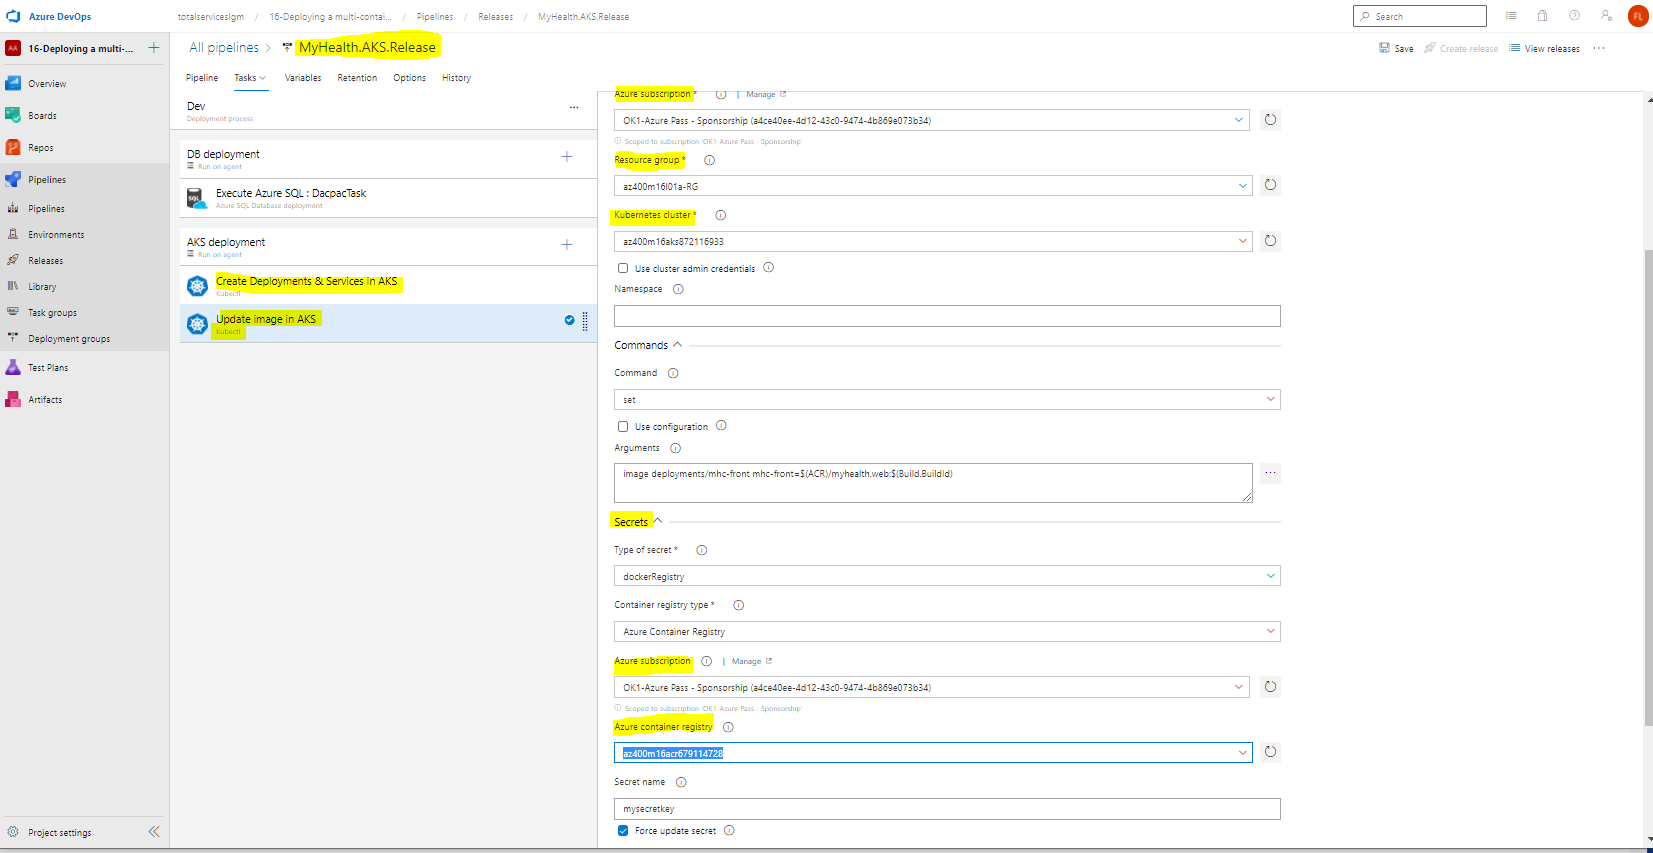 Azure DevOps
totalserviceslgm / 16-Deploying a multi-contai... / Pipelines / Releases / MyHealth.AKS.Release
Search
FL
AA 16-Deploying a multi-... +
Overview
Boards
Repos
Pipelines
Pipelines
Environments
Releases
Library
Task groups
Deployment groups
Test Plans
Artifacts
Project settings
All pipelines > MyHealth.AKS.Release
Save Create release View releases ...
Pipeline Tasks Variables Retention Options History
Dev ...
Deployment process
DB deployment +
Run on agent
Execute Azure SQL : DacpacTask
Azure SQL Database deployment
AKS deployment +
Run on agent
Create Deployments & Services in AKS
Kubectl
Update image in AKS
Kubectl
Azure subscription * | Manage
OK1-Azure Pass - Sponsorship (a4ce40ee-4d12-43c0-9474-4b869e073b34)
Scoped to subscription 'OK1-Azure Pass - Sponsorship'
Resource group *
az400m16l01a-RG
Kubernetes cluster *
az400m16aks872116933
Use cluster admin credentials
Namespace
Commands
Command
set
Use configuration
Arguments
image deployments/mhc-front mhc-front=$(ACR)/myhealth.web:$(Build.BuildId)
...
Secrets
Type of secret *
dockerRegistry
Container registry type *
Azure Container Registry
Azure subscription | Manage
OK1-Azure Pass - Sponsorship (a4ce40ee-4d12-43c0-9474-4b869e073b34)
Scoped to subscription 'OK1-Azure Pass - Sponsorship'
Azure container registry
az400m16acr679114728
Secret name
mysecretkey
Force update secret